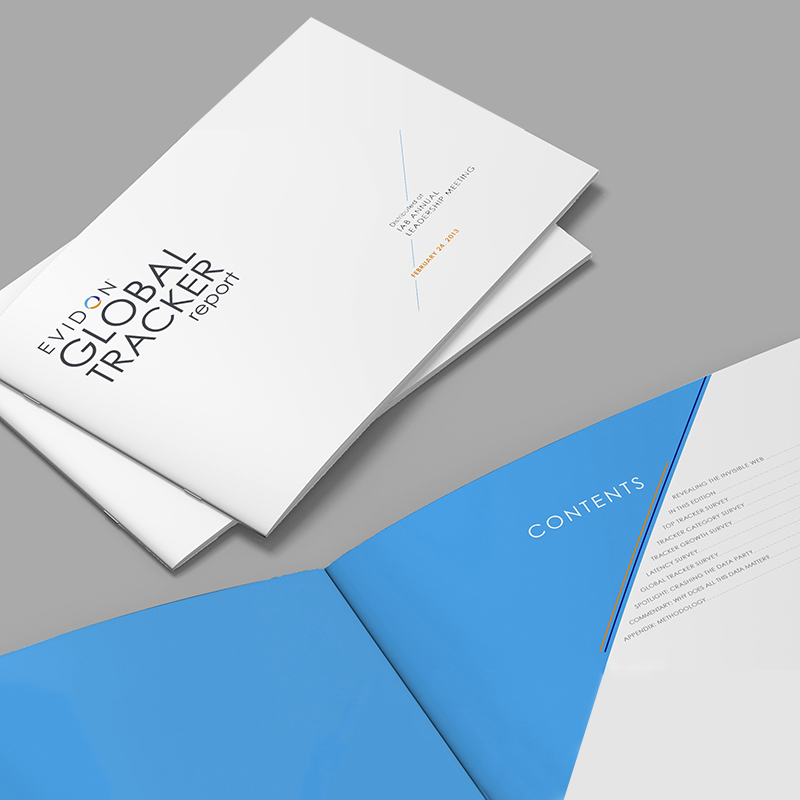 EVIDON
GLOBAL
TRACKER
report
Distributed at
IAB ANNUAL
LEADERSHIP MEETING
FEBRUARY 24, 2013
CONTENTS
REVEALING THE INVISIBLE WEB
IN THIS EDITION
TOP TRACKER SURVEY
TRACKER CATEGORY SURVEY
TRACKER GROWTH SURVEY
LATENCY SURVEY
GLOBAL TRACKER SURVEY
SPOTLIGHT: CRASHING THE DATA PARTY
COMMENTARY: WHY DOES ALL THIS DATA MATTER?
APPENDIX: METHODOLOGY